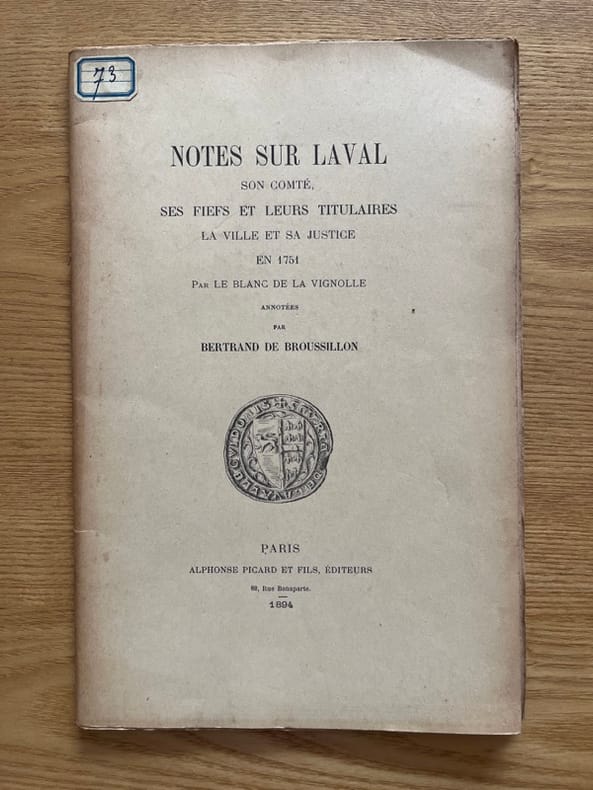 73
NOTES SUR LAVAL
SON COMTÉ,
SES FIEFS ET LEURS TITULAIRES
LA VILLE ET SA JUSTICE
EN 1751
PAR LE BLANC DE LA VIGNOLLE
ANNOTÉES
PAR
BERTRAND DE BROUSSILLON
PARIS
ALPHONSE PICARD ET FILS, ÉDITEURS
82, Rue Bonaparte.
1894